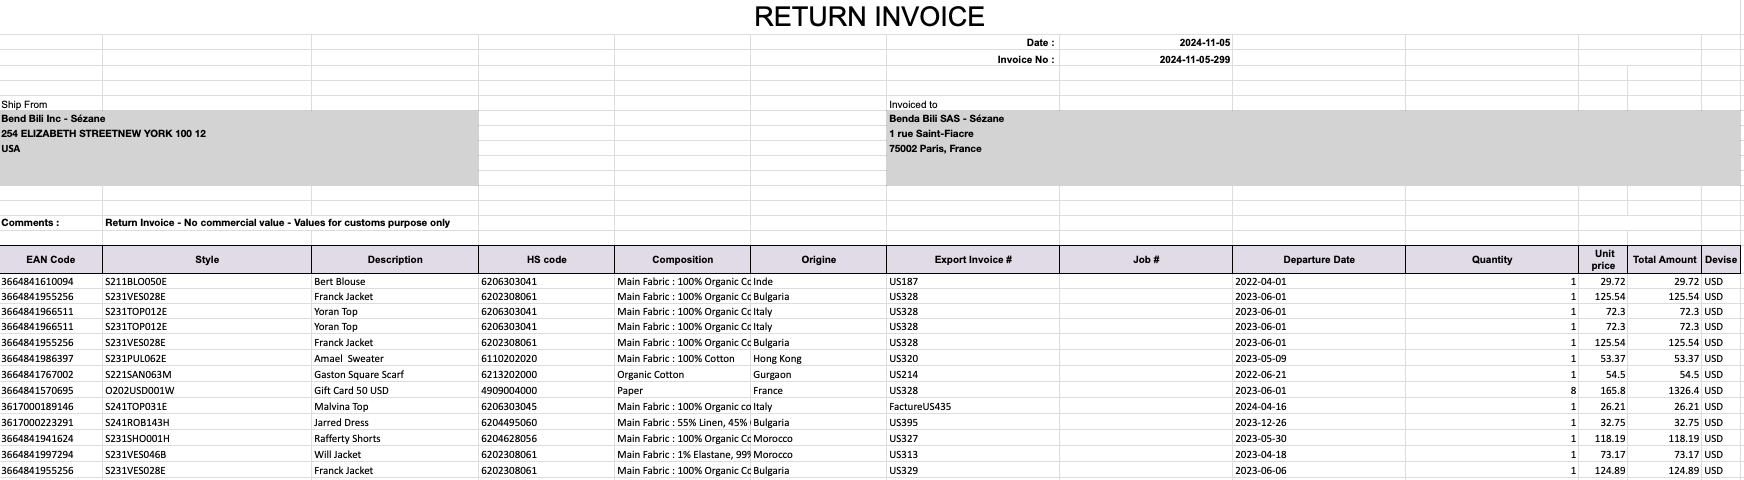 RETURN INVOICE
Date : 2024-11-05
Invoice No : 2024-11-05-299
Ship From Invoiced to
Bend Bili Inc - Sézane Benda Bili SAS - Sézane
254 ELIZABETH STREETNEW YORK 100 12 1 rue Saint-Fiacre
USA 75002 Paris, France
Comments : Return Invoice - No commercial value - Values for customs purpose only
EAN Code Style Description HS code Composition Origine Export Invoice # Job # Departure Date Quantity Unit price Total Amount Devise
3664841610094 S211BLO050E Bert Blouse 6206303041 Main Fabric : 100% Organic Cc Inde US187 2022-04-01 1 29.72 29.72 USD
3664841955256 S231VES028E Franck Jacket 6202308061 Main Fabric : 100% Organic Cc Bulgaria US328 2023-06-01 1 125.54 125.54 USD
3664841966511 S231TOP012E Yoran Top 6206303041 Main Fabric : 100% Organic Cc Italy US328 2023-06-01 1 72.3 72.3 USD
3664841966511 S231TOP012E Yoran Top 6206303041 Main Fabric : 100% Organic Cc Italy US328 2023-06-01 1 72.3 72.3 USD
3664841955256 S231VES028E Franck Jacket 6202308061 Main Fabric : 100% Organic Cc Bulgaria US328 2023-06-01 1 125.54 125.54 USD
3664841986397 S231PUL062E Amael  Sweater 6110202020 Main Fabric : 100% Cotton Hong Kong US320 2023-05-09 1 53.37 53.37 USD
3664841767002 S221SAN063M Gaston Square Scarf 6213202000 Organic Cotton Gurgaon US214 2022-06-21 1 54.5 54.5 USD
3664841570695 O202USD001W Gift Card 50 USD 4909004000 Paper France US328 2023-06-01 8 165.8 1326.4 USD
3617000189146 S241TOP031E Malvina Top 6206303045 Main Fabric : 100% Organic co Italy FactureUS435 2024-04-16 1 26.21 26.21 USD
3617000223291 S241ROB143H Jarred Dress 6204495060 Main Fabric : 55% Linen, 45% Bulgaria US395 2023-12-26 1 32.75 32.75 USD
3664841941624 S231SHO001H Rafferty Shorts 6204628056 Main Fabric : 100% Organic Cc Morocco US327 2023-05-30 1 118.19 118.19 USD
3664841997294 S231VES046B Will Jacket 6202308061 Main Fabric : 1% Elastane, 99% Morocco US313 2023-04-18 1 73.17 73.17 USD
3664841955256 S231VES028E Franck Jacket 6202308061 Main Fabric : 100% Organic Cc Bulgaria US329 2023-06-06 1 124.89 124.89 USD